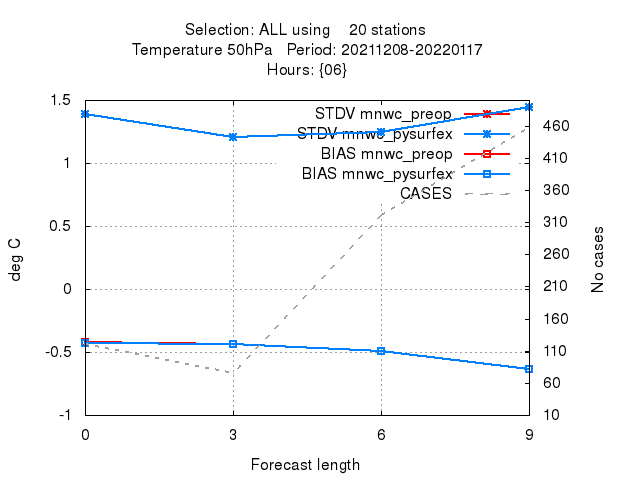 Selection: ALL using 20 stations
Temperature 50hPa Period: 20211208-20220117
Hours: {06}
STDV mnwc_preop
STDV mnwc_pysurfex
BIAS mnwc_preop
BIAS mnwc_pysurfex
CASES
deg C
1.5
1
0.5
0
-0.5
-1
460
410
360
310
260
210
160
110
60
10
No cases
0 3 6 9
Forecast length